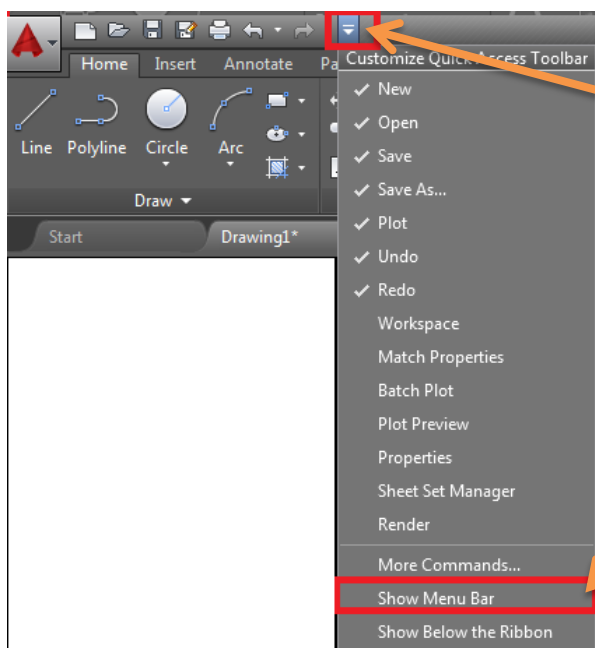 Customize Quick Access Toolbar
Home Insert Annotate Pa
New
Open
Line Polyline Circle Arc
Save
Save As...
Draw
Plot
Start Drawing1*
Undo
Redo
Workspace
Match Properties
Batch Plot
Plot Preview
Properties
Sheet Set Manager
Render
More Commands...
Show Menu Bar
Show Below the Ribbon